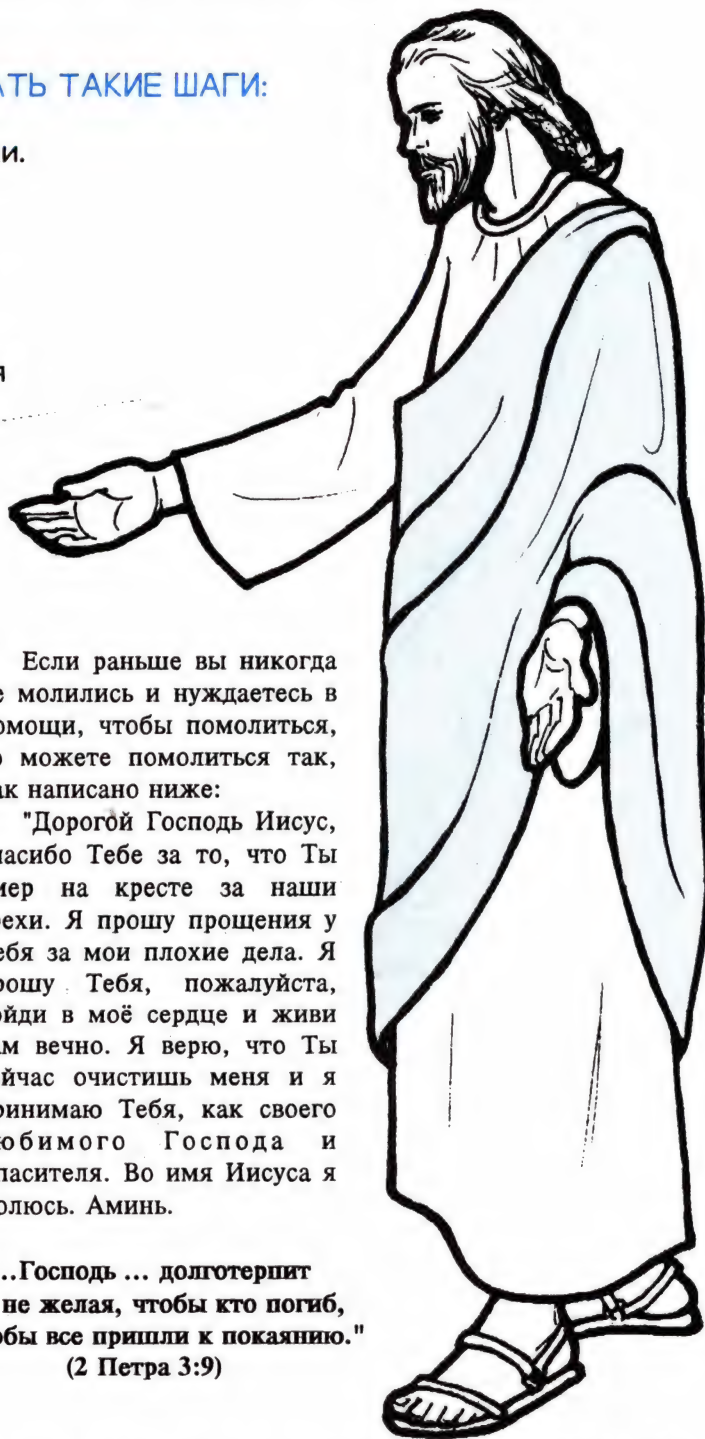 АТЬ ТАКИЕ ШАГИ:
и.
я
Если раньше вы никогда
е молились и нуждаетесь в
омощи, чтобы помолиться,
о можете помолиться так,
ак написано ниже:
"Дорогой Господь Иисус,
пасибо Тебе за то, что Ты
мер на кресте за наши
рехи. Я прошу прощения у
ебя за мои плохие дела. Я
рошу Тебя, пожалуйста,
ойди в моё сердце и живи
ам вечно. Я верю, что Ты
ейчас очистишь меня и я
ринимаю Тебя, как своего
юбимого Господа и
пасителя. Во имя Иисуса я
олюсь. Аминь.
..Господь ... долготерпит
не желая, чтобы кто погиб,
обы все пришли к покаянию."
(2 Петра 3:9)